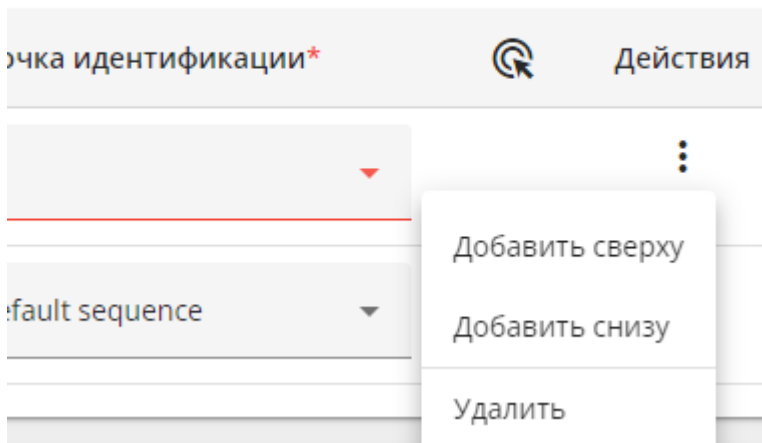 очка идентификации*
Действия
Добавить сверху
efault sequence
Добавить снизу
Удалить